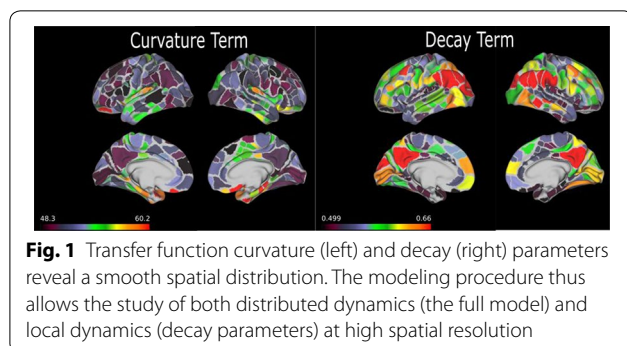 Curvature Term
Decay Term
48.3
60.2
0.499
0.66
Fig. 1 Transfer function curvature (left) and decay (right) parameters
reveal a smooth spatial distribution. The modeling procedure thus
allows the study of both distributed dynamics (the full model) and
local dynamics (decay parameters) at high spatial resolution